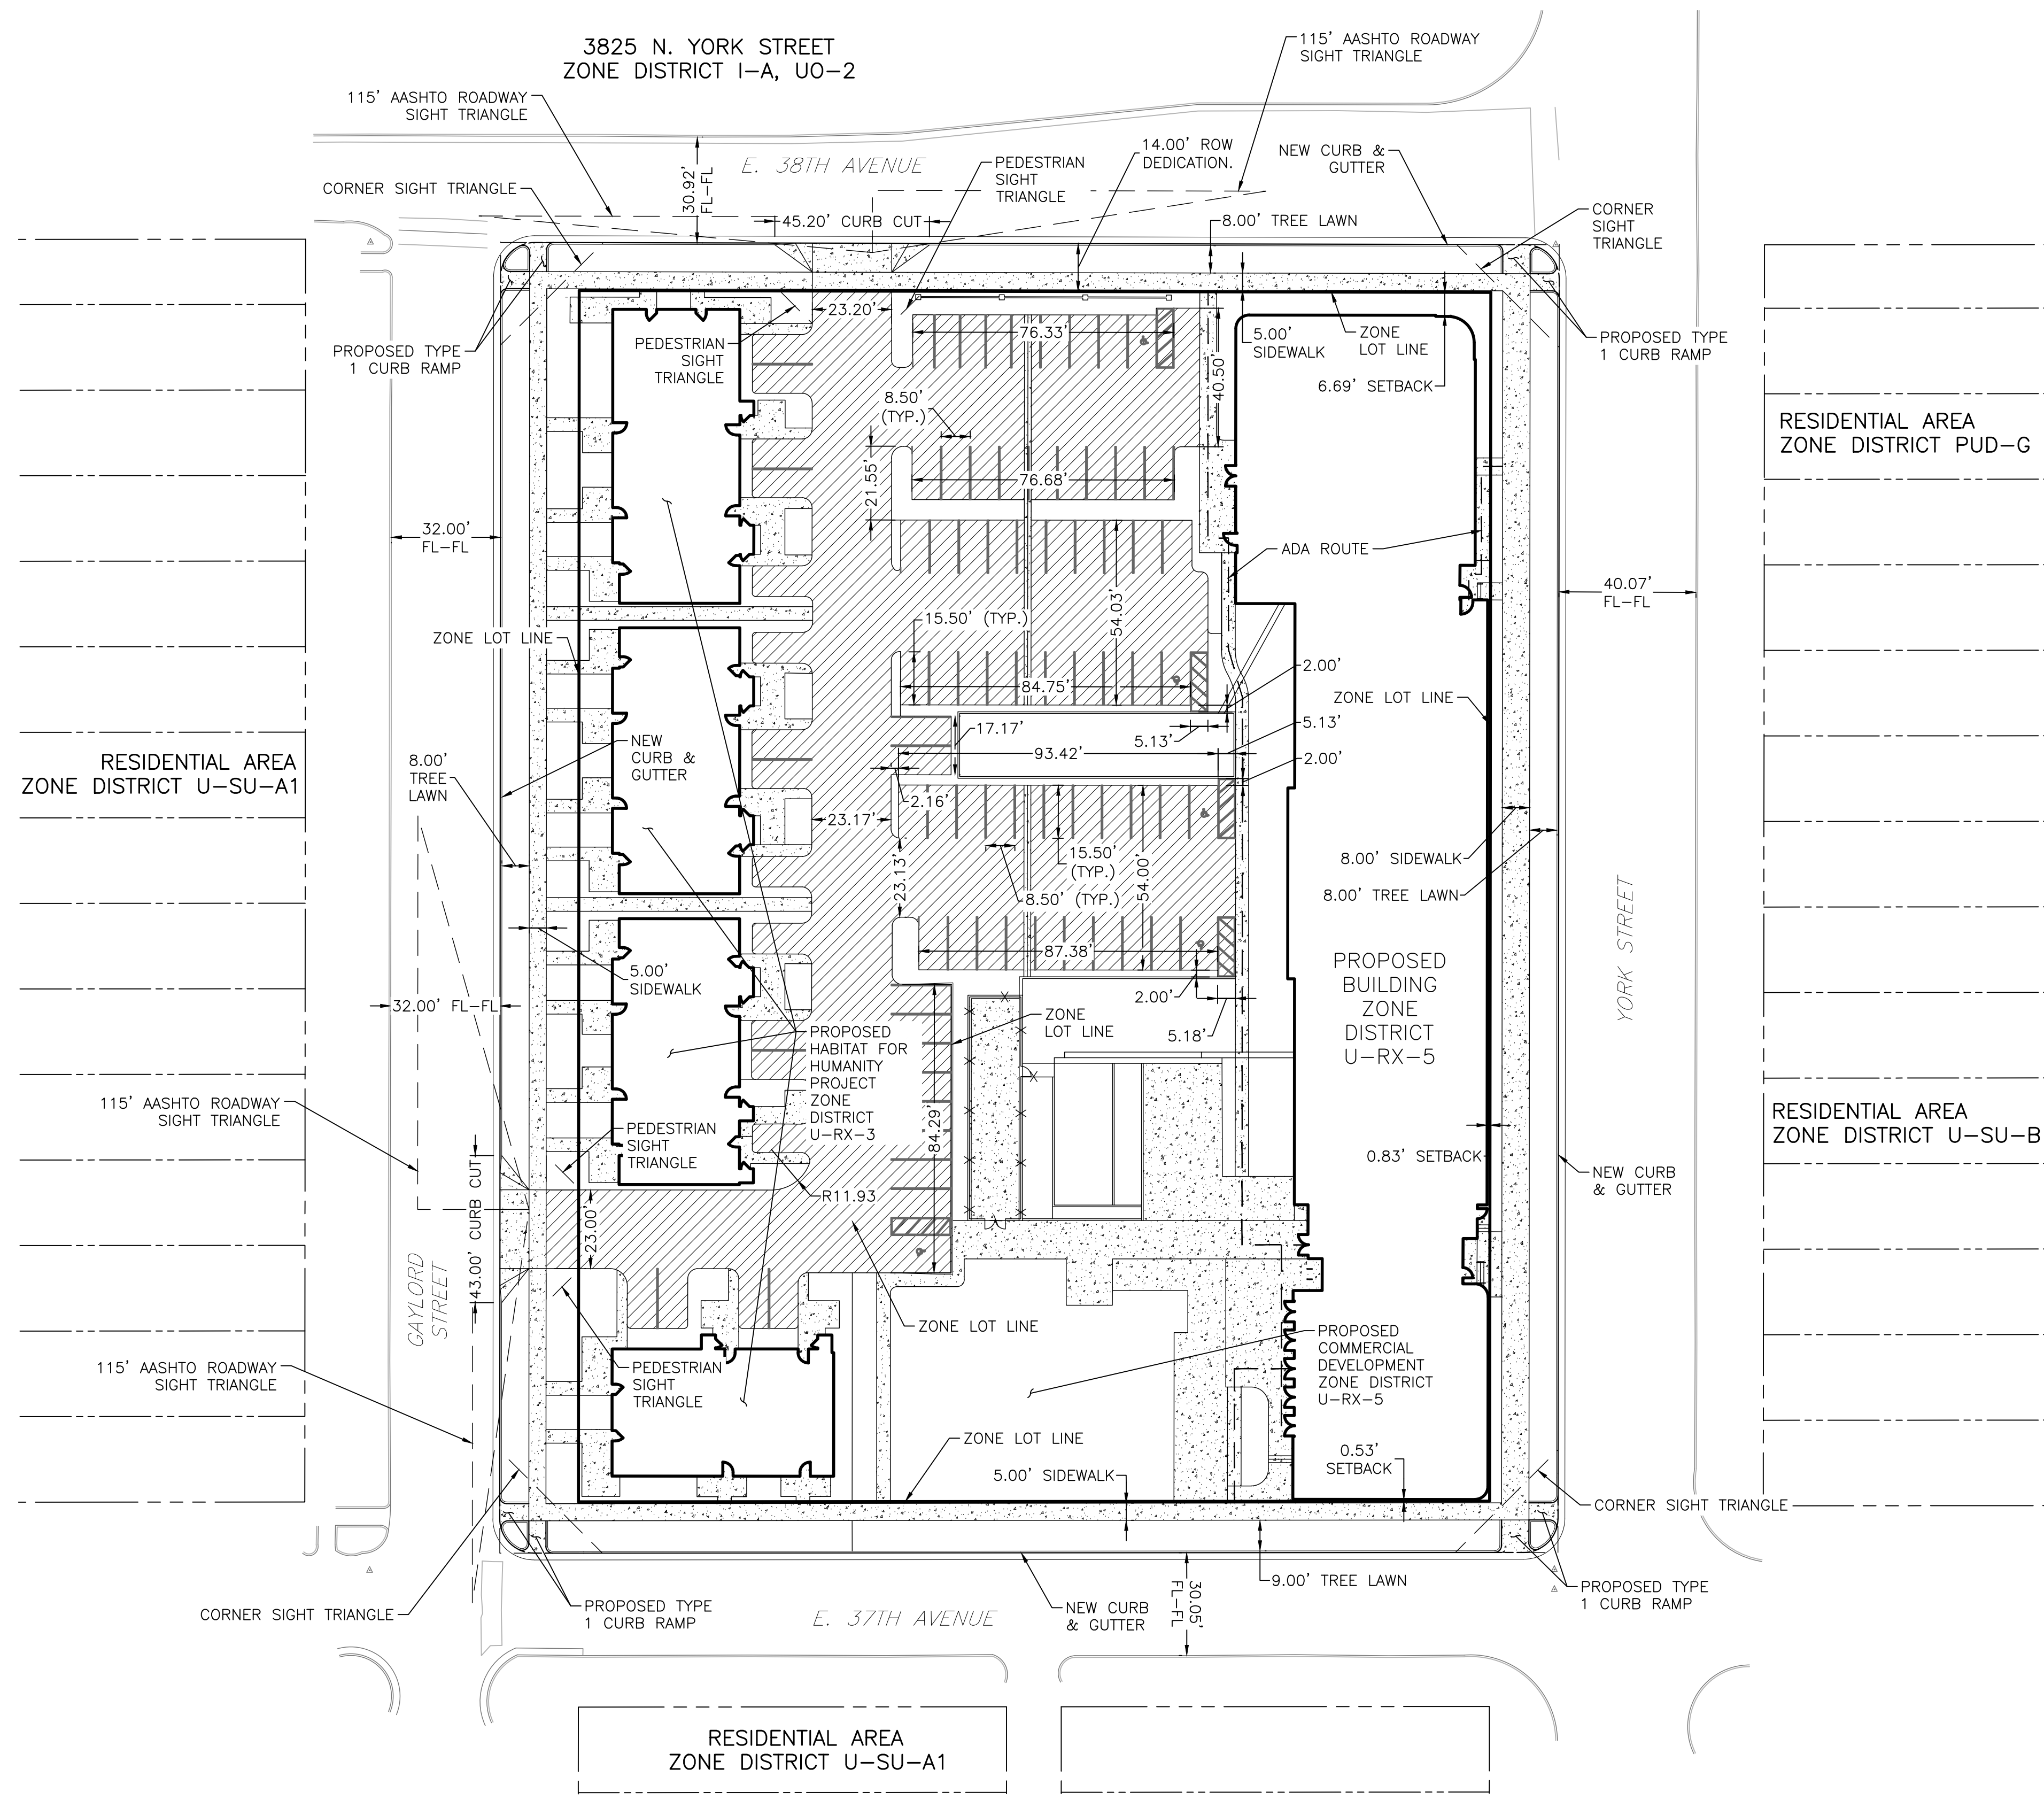 3825 N. YORK STREET
ZONE DISTRICT I-A, UO-2
115' AASHTO ROADWAY
SIGHT TRIANGLE
115' AASHTO ROADWAY
SIGHT TRIANGLE
E. 38TH AVENUE
30.92'
FL-FL
PEDESTRIAN
SIGHT
TRIANGLE
14.00' ROW
DEDICATION.
NEW CURB &
GUTTER
CORNER SIGHT TRIANGLE
45.20' CURB CUT
8.00' TREE LAWN
CORNER
SIGHT
TRIANGLE
PROPOSED TYPE
1 CURB RAMP
PEDESTRIAN
SIGHT
TRIANGLE
23.20'
76.33'
5.00'
SIDEWALK
ZONE
LOT LINE
PROPOSED TYPE
1 CURB RAMP
40.50'
6.69' SETBACK
8.50'
(TYP.)
RESIDENTIAL AREA
ZONE DISTRICT PUD-G
21.55'
76.68'
32.00'
FL-FL
ADA ROUTE
40.07'
FL-FL
54.03'
15.50' (TYP.)
ZONE LOT LINE
2.00'
84.75'
ZONE LOT LINE
5.13'
17.17'
5.13'
NEW
CURB &
GUTTER
93.42'
2.00'
RESIDENTIAL AREA
ZONE DISTRICT U-SU-A1
8.00'
TREE
LAWN
2.16'
23.17'
15.50'
(TYP.)
8.00' SIDEWALK
23.13'
8.50' (TYP.)
54.00'
8.00' TREE LAWN
YORK STREET
87.38'
5.00'
SIDEWALK
PROPOSED
BUILDING
ZONE
DISTRICT
U-RX-5
32.00' FL-FL
2.00'
ZONE
LOT LINE
5.18'
PROPOSED
HABITAT FOR
HUMANITY
PROJECT
ZONE
DISTRICT
U-RX-3
115' AASHTO ROADWAY
SIGHT TRIANGLE
PEDESTRIAN
SIGHT
TRIANGLE
84.29'
RESIDENTIAL AREA
ZONE DISTRICT U-SU-B
0.83' SETBACK
NEW CURB
& GUTTER
R11.93
43.00' CURB CUT
23.00'
GAYLORD
STREET
ZONE LOT LINE
PROPOSED
COMMERCIAL
DEVELOPMENT
ZONE DISTRICT
U-RX-5
115' AASHTO ROADWAY
SIGHT TRIANGLE
PEDESTRIAN
SIGHT
TRIANGLE
ZONE LOT LINE
0.53'
SETBACK
5.00' SIDEWALK
CORNER SIGHT TRIANGLE
9.00' TREE LAWN
30.05'
FL-FL
CORNER SIGHT TRIANGLE
PROPOSED TYPE
1 CURB RAMP
E. 37TH AVENUE
NEW CURB
& GUTTER
PROPOSED TYPE
1 CURB RAMP
RESIDENTIAL AREA
ZONE DISTRICT U-SU-A1